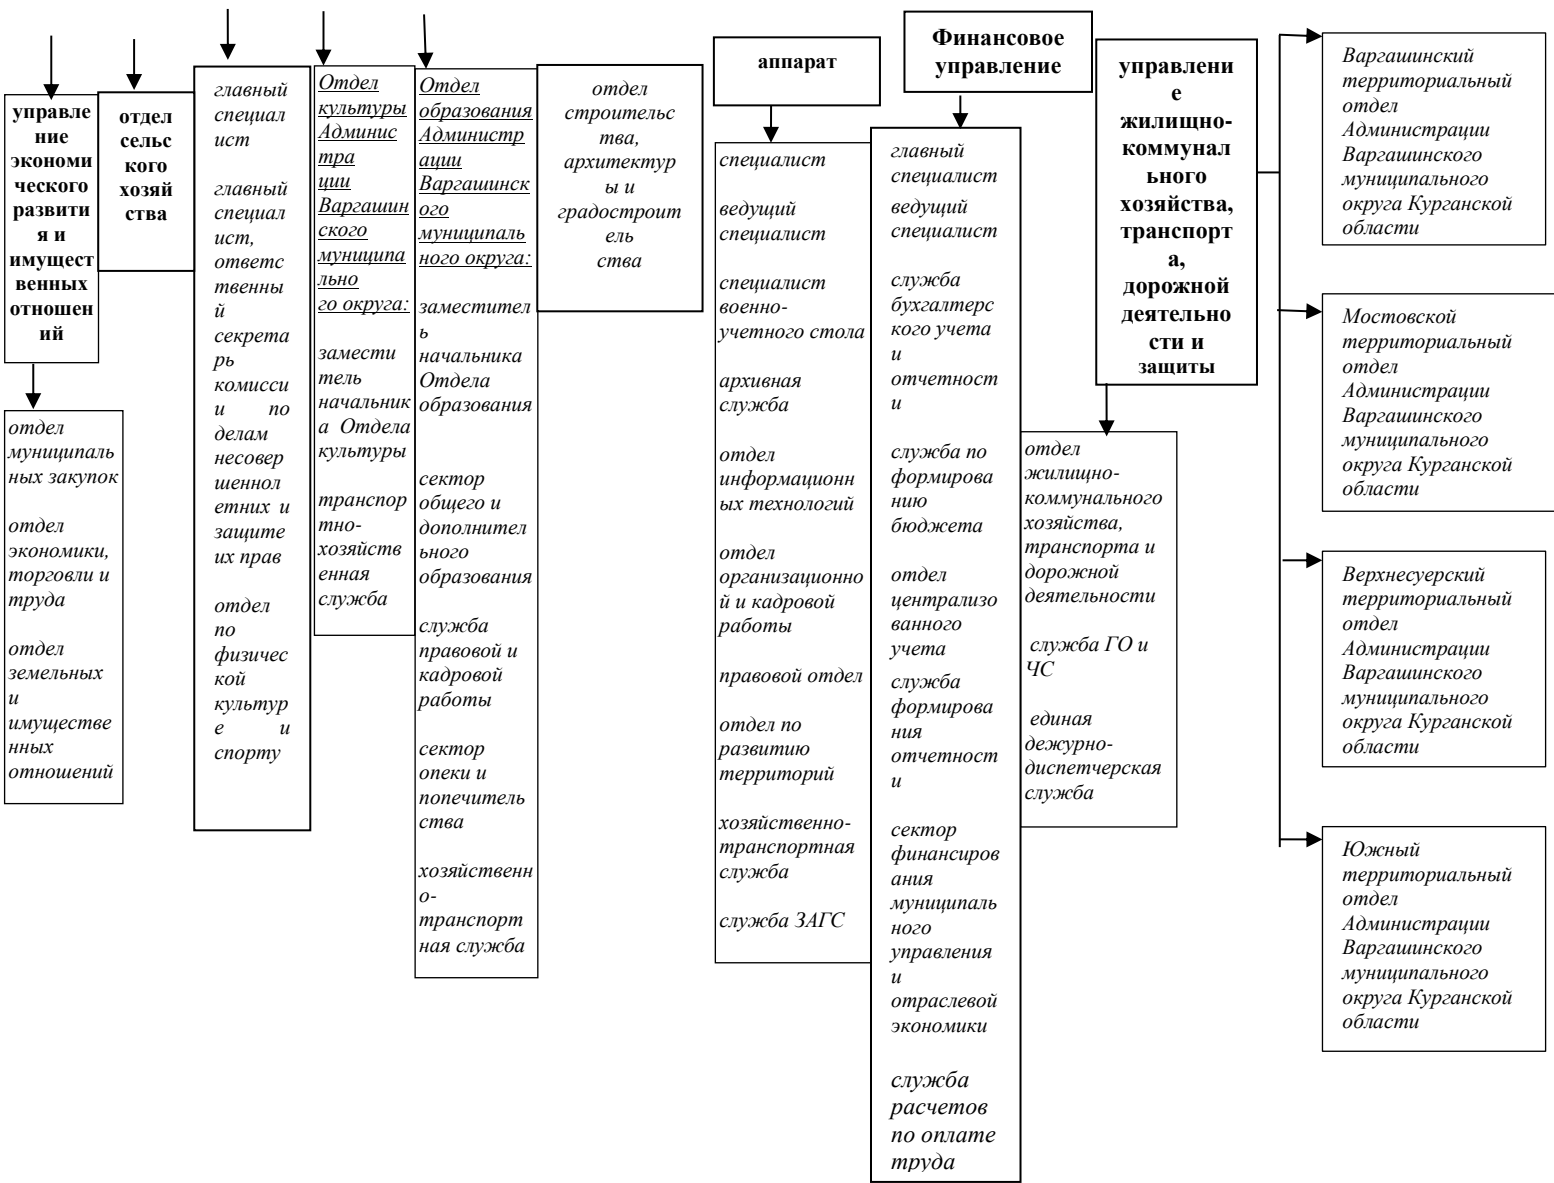 управле
ние
экономи
ческого
развити
я и
имущест
венных
отношен
ий
отдел
муниципаль
ных закупок
отдел
экономики,
торговли и
труда
отдел
земельных
и
имуществе
нных
отношений
отдел
сельс
кого
хозяй
ства
главный
специал
ист
главный
специал
ист,
ответс
твенны
й
секрета
рь
комисси
и по
делам
несовер
шеннол
етних и
защите
их прав
отдел
по
физичес
кой
культур
е и
спорту
Отдел
культуры
Админис
тра
ции
Варгашин
ского
муниципа
льно
го округа:
замести
тель
начальник
а Отдела
культуры
транспор
тно-
хозяйств
енная
служба
Отдел
образования
Администр
ации
Варгашинск
ого
муниципаль
ного округа:
заместител
ь
начальника
Отдела
образования
сектор
общего и
дополнител
ьного
образования
служба
правовой и
кадровой
работы
сектор
опеки и
попечитель
ства
хозяйственн
о-
транспорт
ная служба
отдел
строительс
тва,
архитектур
ы и
градостроит
ель
ства
аппарат
специалист
ведущий
специалист
специалист
военно-
учетного стола
архивная
служба
отдел
информационн
ых технологий
отдел
организационно
й и кадровой
работы
правовой отдел
отдел по
развитию
территорий
хозяйственно-
транспортная
служба
служба ЗАГС
Финансовое
управление
главный
специалист
ведущий
специалист
служба
бухгалтерс
кого учета
и
отчетност
и
служба по
формирова
нию
бюджета
отдел
централизо
ванного
учета
служба
формирова
ния
отчетност
и
сектор
финансиров
ания
муниципаль
ного
управления
и
отраслевой
экономики
служба
расчетов
по оплате
труда
управлени
е
жилищно-
коммунал
ьного
хозяйства,
транспорт
а,
дорожной
деятельно
сти и
защиты
отдел
жилищно-
коммунального
хозяйства,
транспорта и
дорожной
деятельности
служба ГО и
ЧС
единая
дежурно-
диспетчерская
служба
Варгашинский
территориальный
отдел
Администрации
Варгашинского
муниципального
округа Курганской
области
Мостовской
территориальный
отдел
Администрации
Варгашинского
муниципального
округа Курганской
области
Верхнесуерский
территориальный
отдел
Администрации
Варгашинского
муниципального
округа Курганской
области
Южный
территориальный
отдел
Администрации
Варгашинского
муниципального
округа Курганской
области